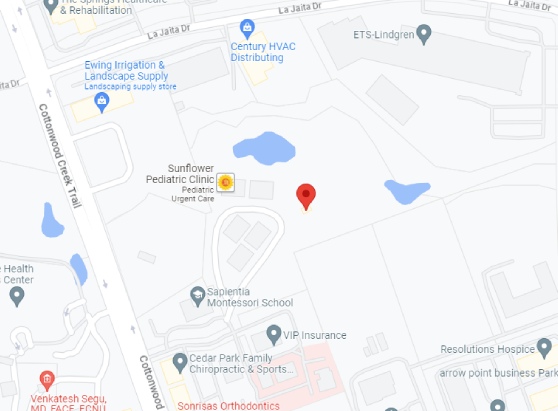 The Springs Healthcare
& Rehabilitation
La Jaita Dr
La Jaita Dr
ETS-Lindgren
Century HVAC
Distributing
Ewing Irrigation &
Landscape Supply
Landscaping supply store
ta Dr
Cottonwood Creek Trail
Sunflower
Pediatric Clinic
Pediatric
Urgent Care
e Health
s Center
Sapientia
Montessori School
VIP Insurance
Resolutions Hospice
Cedar Park Family
Chiropractic & Sports...
arrow point business Park
Cottonwood
Venkatesh Segu,
MD, FACE, ECNU
Sonrisas Orthodontics